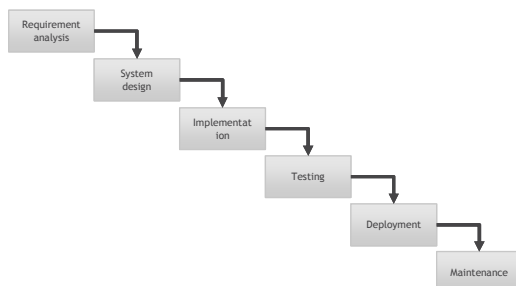 Requirement
analysis
System
design
Implementat
ion
Testing
Deployment
Maintenance